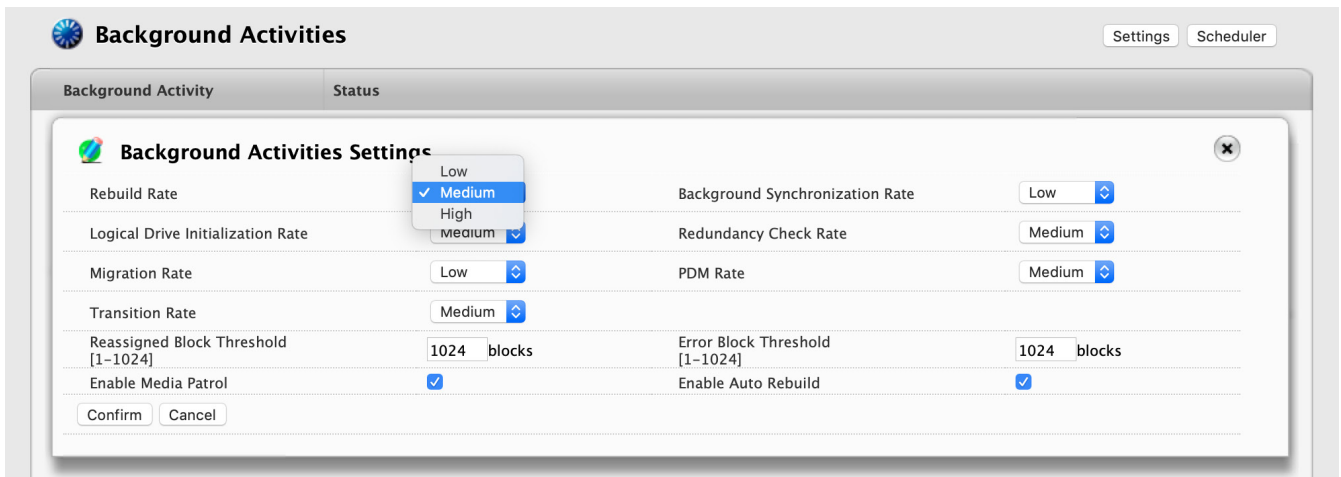 Background Activities
Settings Scheduler
Background Activity Status
Background Activities Settings
Low
Rebuild Rate Medium Background Synchronization Rate Low
High
Logical Drive Initialization Rate Medium Redundancy Check Rate Medium
Migration Rate Low PDM Rate Medium
Transition Rate Medium
Reassigned Block Threshold Error Block Threshold
[1-1024] 1024 blocks [1-1024] 1024 blocks
Enable Media Patrol Enable Auto Rebuild
Confirm Cancel